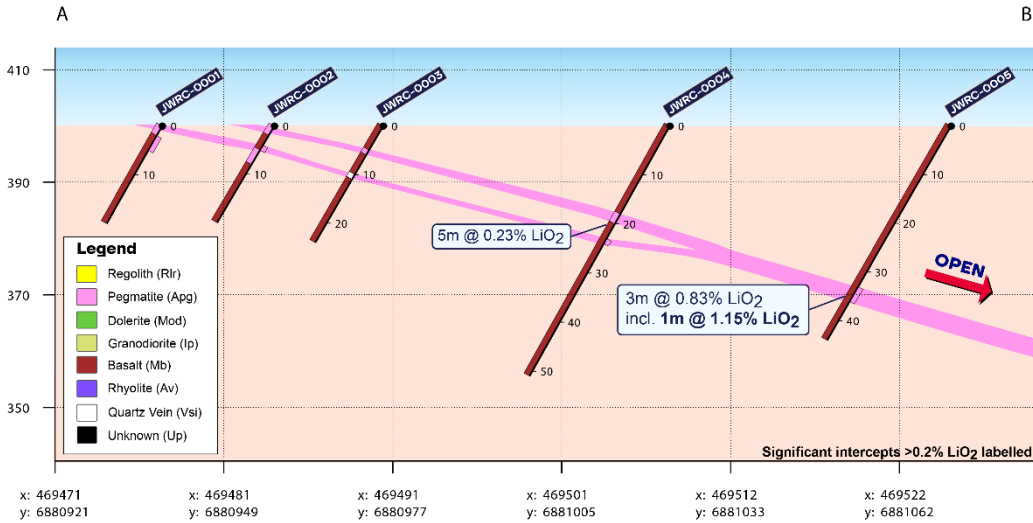 A
B
JWRC-0001
JWRC-0002
JWRC-0003
JWRC-0004
JWRC-0005
410
390
370
350
0
10
0
10
0
10
20
0
10
20
30
40
50
0
10
20
30
40
5m @ 0.23% LiO₂
3m @ 0.83% LiO₂
incl. 1m @ 1.15% LiO₂
OPEN
Legend
Regolith (Rlr)
Pegmatite (Apg)
Dolerite (Mod)
Granodiorite (Ip)
Basalt (Mb)
Rhyolite (Av)
Quartz Vein (Vsi)
Unknown (Up)
Significant intercepts >0.2% LiO₂ labelled
x: 469471
y: 6880921
x: 469481
y: 6880949
x: 469491
y: 6880977
x: 469501
y: 6881005
x: 469512
y: 6881033
x: 469522
y: 6881062